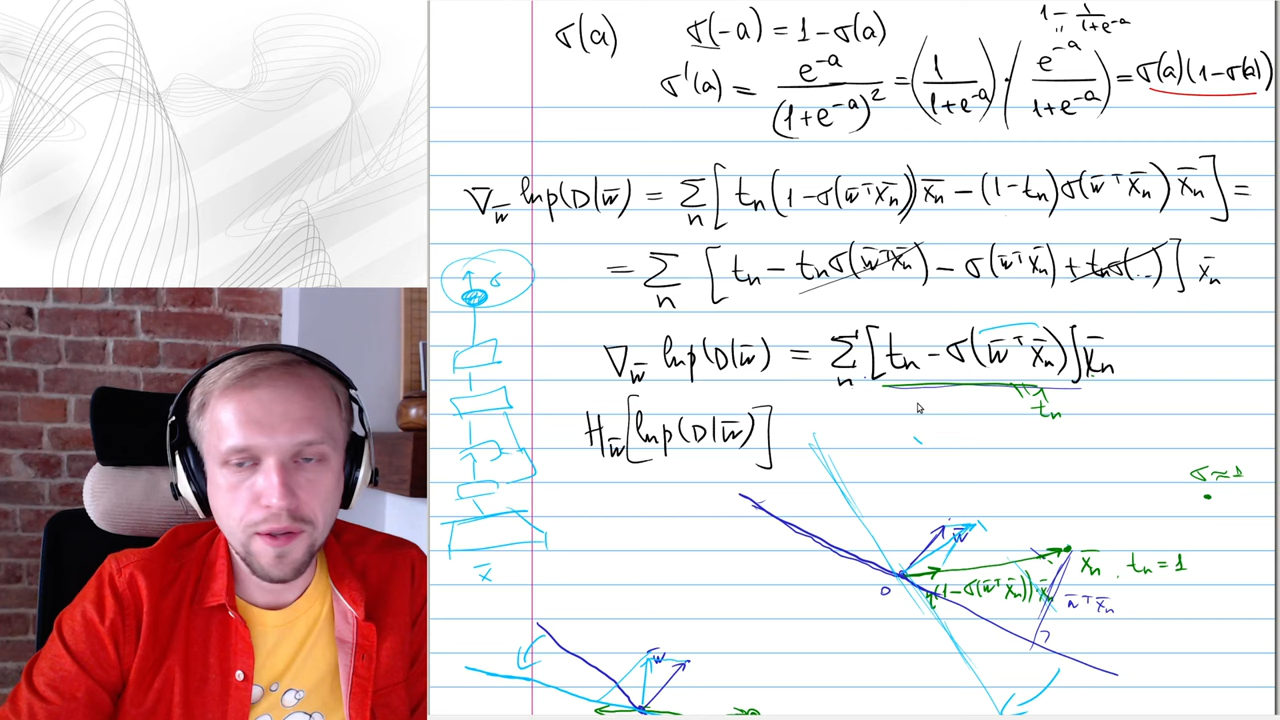 σ(a) σ(-a) = 1-σ(a) 1 - 1/(1+e^{-a})
σ'(a) = e^{-a}/(1+e^{-a})² = (1/(1+e^{-a})) · (e^{-a}/(1+e^{-a})) = σ(a)(1-σ(a))
∇_w̄ ln p(D|w̄) = Σ_n [t_n(1-σ(w̄ᵀx̄_n))x̄_n - (1-t_n)σ(w̄ᵀx̄_n)x̄_n] =
= Σ_n [t_n - t_nσ(w̄ᵀx̄_n) - σ(w̄ᵀx̄_n) + t_nσ(...)] x̄_n
σ
∇_w̄ ln p(D|w̄) = Σ_n [t_n - σ(w̄ᵀx̄_n)]x̄_n
t_n
H_w̄[ln p(D|w̄)]
σ≈1
w̄
x̄_n, t_n = 1
0 η(1-σ(w̄ᵀx̄_n))x̄_n w̄ᵀx̄_n
x̄
w̄